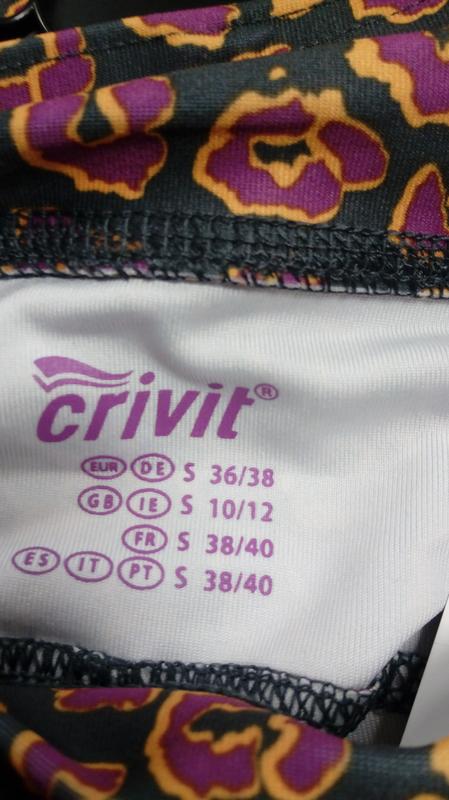 crivit®
EUR DE S 36/38
GB IE S 10/12
FR S 38/40
ES IT PT S 38/40